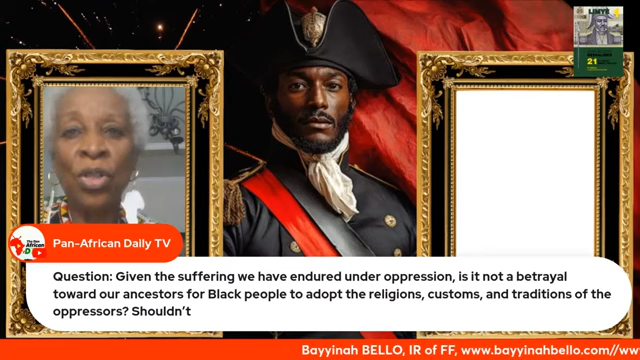 LIMYÈ
21
Pan-African Daily TV
Question: Given the suffering we have endured under oppression, is it not a betrayal
toward our ancestors for Black people to adopt the religions, customs, and traditions of the
oppressors? Shouldn't
Bayyinah BELLO, IR of FF, www.bayyinahbello.com//ww